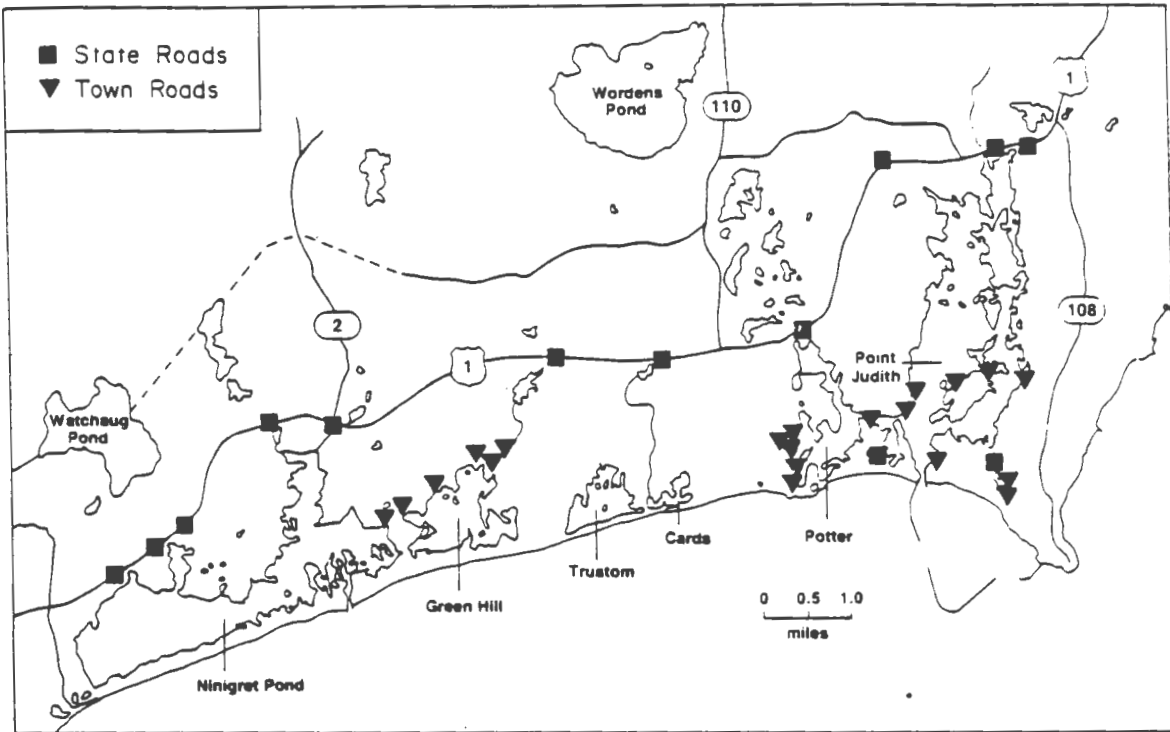 State Roads
Town Roads
Wordens
Pond
110
1
2
1
108
Point
Judith
Watchaug
Pond
Cards
Potter
Trustom
Green Hill
0 0.5 1.0
miles
Ninigret Pond